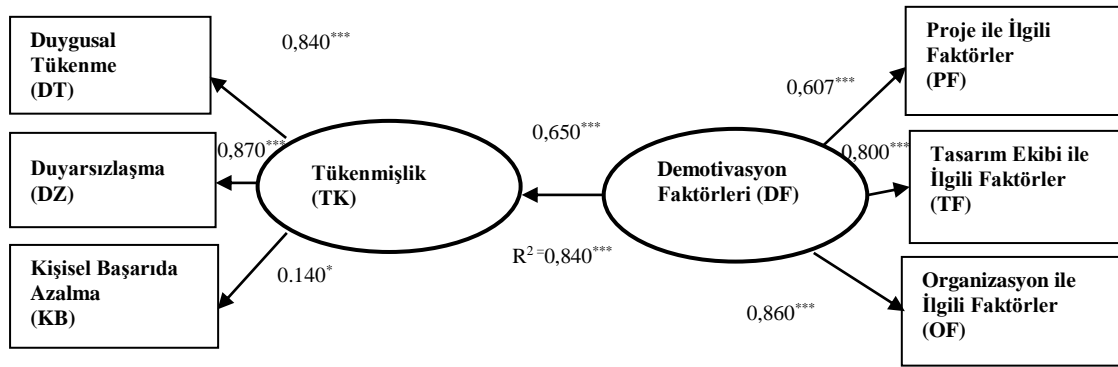 Duygusal
Tükenme
(DT)
0,840***
Duyarsızlaşma
(DZ)
0,870***
Kişisel Başarıda
Azalma
(KB)
0.140*
Tükenmişlik
(TK)
0,650***
R² =0,840***
Demotivasyon
Faktörleri (DF)
0,607***
Proje ile İlgili
Faktörler
(PF)
0,800***
Tasarım Ekibi ile
İlgili Faktörler
(TF)
0,860***
Organizasyon ile
İlgili Faktörler
(OF)